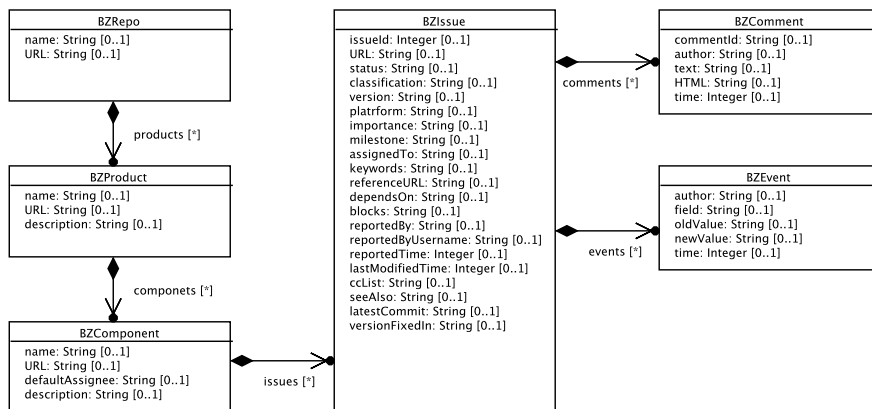 BZRepo
name: String [0..1]
URL: String [0..1]
products [*]
BZProduct
name: String [0..1]
URL: String [0..1]
description: String [0..1]
componets [*]
BZComponent
name: String [0..1]
URL: String [0..1]
defaultAssignee: String [0..1]
description: String [0..1]
issues [*]
BZIssue
issueId: Integer [0..1]
URL: String [0..1]
status: String [0..1]
classification: String [0..1]
version: String [0..1]
platrform: String [0..1]
importance: String [0..1]
milestone: String [0..1]
assignedTo: String [0..1]
keywords: String [0..1]
referenceURL: String [0..1]
dependsOn: String [0..1]
blocks: String [0..1]
reportedBy: String [0..1]
reportedByUsername: String [0..1]
reportedTime: Integer [0..1]
lastModifiedTime: Integer [0..1]
ccList: String [0..1]
seeAlso: String [0..1]
latestCommit: String [0..1]
versionFixedIn: String [0..1]
comments [*]
BZComment
commentId: String [0..1]
author: String [0..1]
text: String [0..1]
HTML: String [0..1]
time: Integer [0..1]
events [*]
BZEvent
author: String [0..1]
field: String [0..1]
oldValue: String [0..1]
newValue: String [0..1]
time: Integer [0..1]